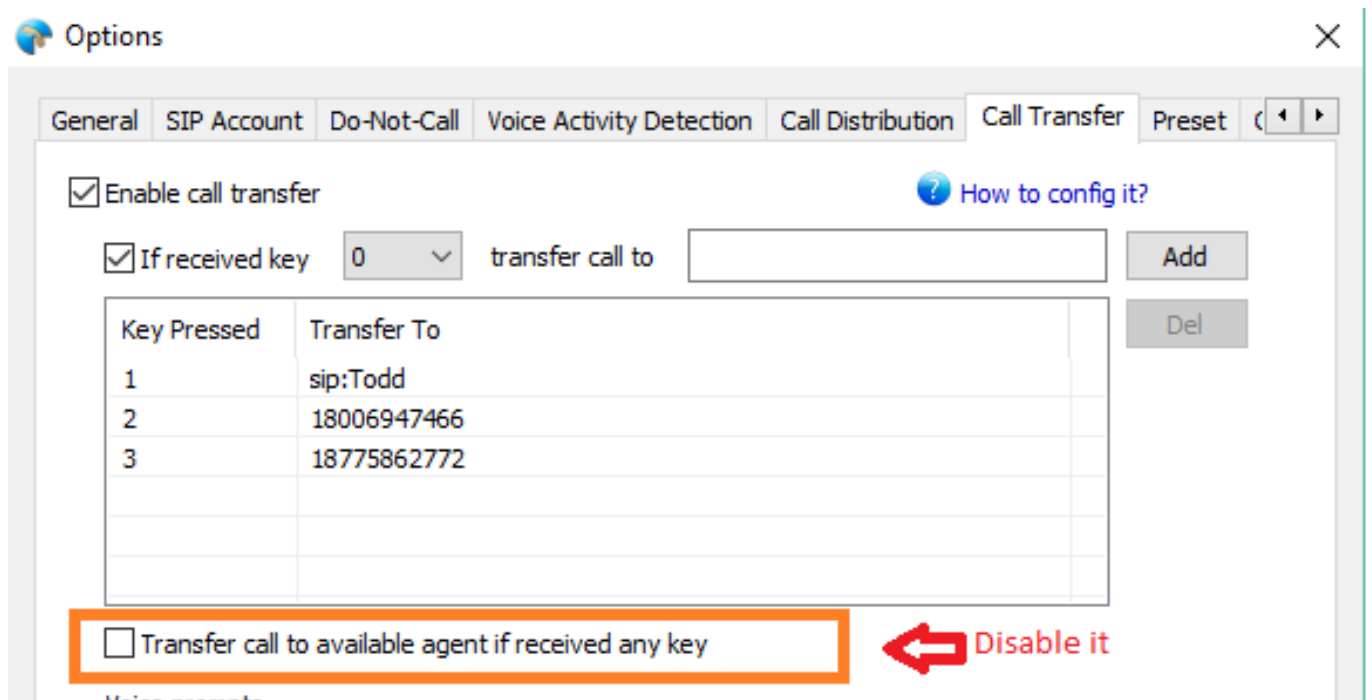 Options
General SIP Account Do-Not-Call Voice Activity Detection Call Distribution Call Transfer Preset
Enable call transfer How to config it?
If received key 0 transfer call to Add
Key Pressed Transfer To Del
1 sip:Todd
2 18006947466
3 18775862772
Transfer call to available agent if received any key Disable it